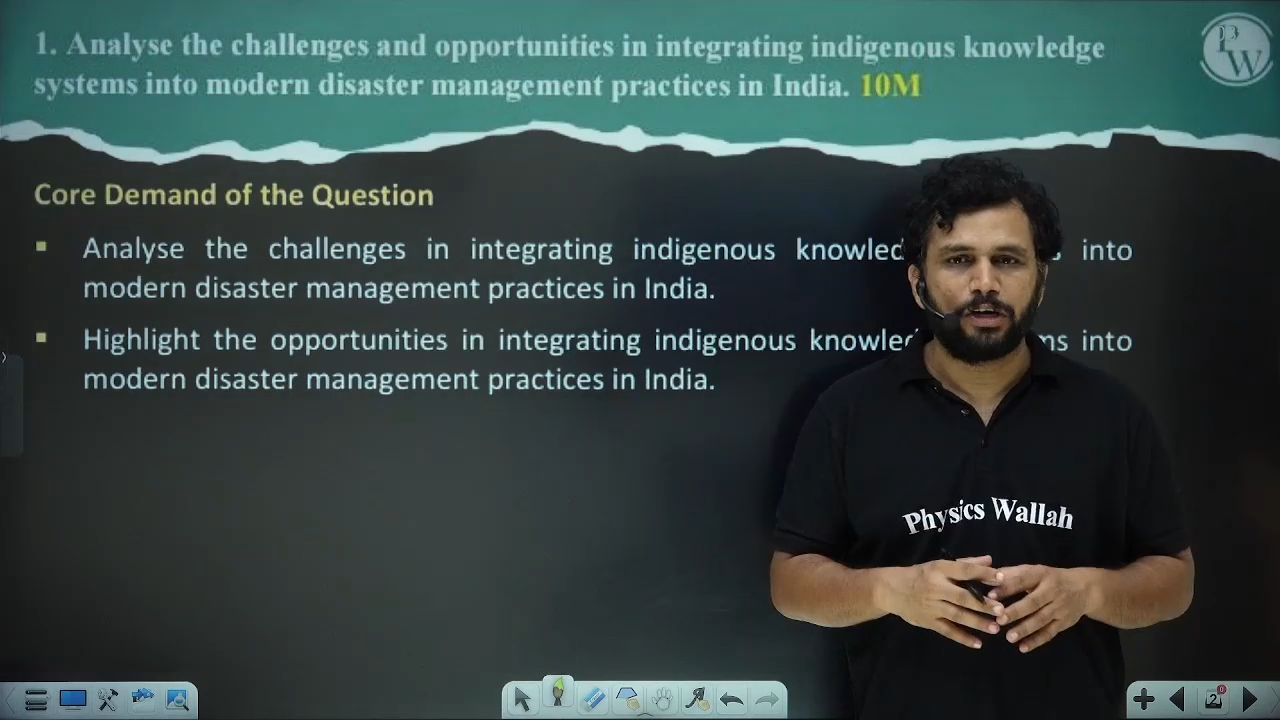 1. Analyse the challenges and opportunities in integrating indigenous knowledge
systems into modern disaster management practices in India. 10M
PW
Core Demand of the Question
▪ Analyse the challenges in integrating indigenous into
modern disaster management practices in India.
▪ Highlight the opportunities in integrating indigenous into
modern disaster management practices in India.
Physics Wallah
2